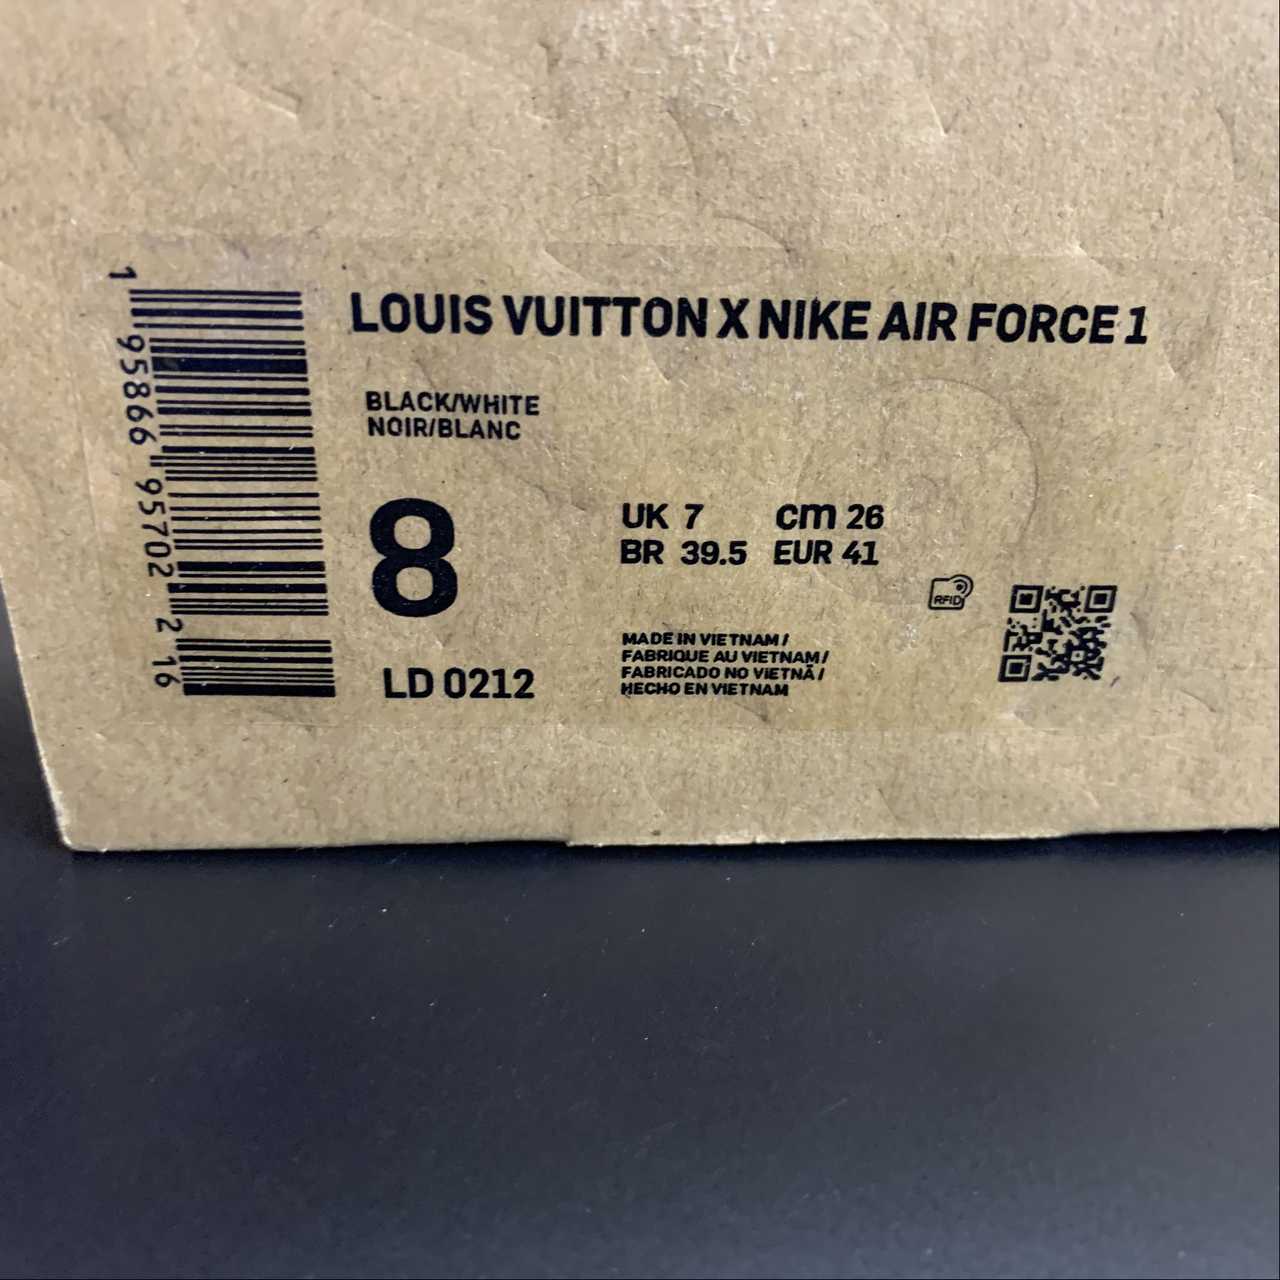 LOUIS VUITTON X NIKE AIR FORCE 1
BLACK/WHITE
NOIR/BLANC
8
UK 7 cm 26
BR 39.5 EUR 41
LD 0212
MADE IN VIETNAM /
FABRIQUE AU VIETNAM /
FABRICADO NO VIETNÃ /
HECHO EN VIETNAM
RFID
1 95866 95702 2 16